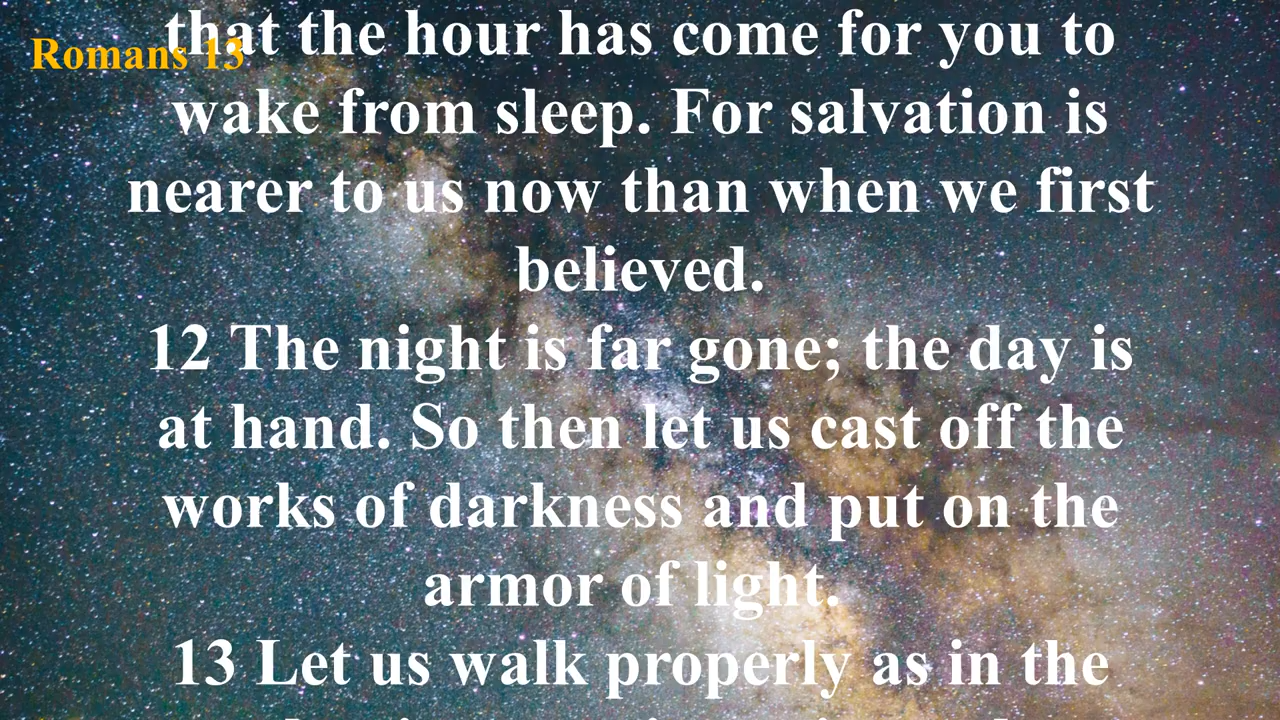 Romans 13
that the hour has come for you to
wake from sleep. For salvation is
nearer to us now than when we first
believed.
12 The night is far gone; the day is
at hand. So then let us cast off the
works of darkness and put on the
armor of light.
13 Let us walk properly as in the